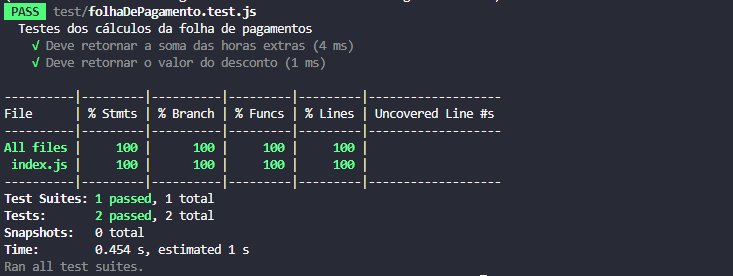 PASS test/folhaDePagamento.test.js
Testes dos cálculos da folha de pagamentos
√ Deve retornar a soma das horas extras (4 ms)
√ Deve retornar o valor do desconto (1 ms)
----------|---------|----------|---------|---------|-------------------
File      | % Stmts | % Branch | % Funcs | % Lines | Uncovered Line #s
----------|---------|----------|---------|---------|-------------------
All files |     100 |      100 |     100 |     100 |
 index.js |     100 |      100 |     100 |     100 |
----------|---------|----------|---------|---------|-------------------
Test Suites: 1 passed, 1 total
Tests:       2 passed, 2 total
Snapshots:   0 total
Time:        0.454 s, estimated 1 s
Ran all test suites.